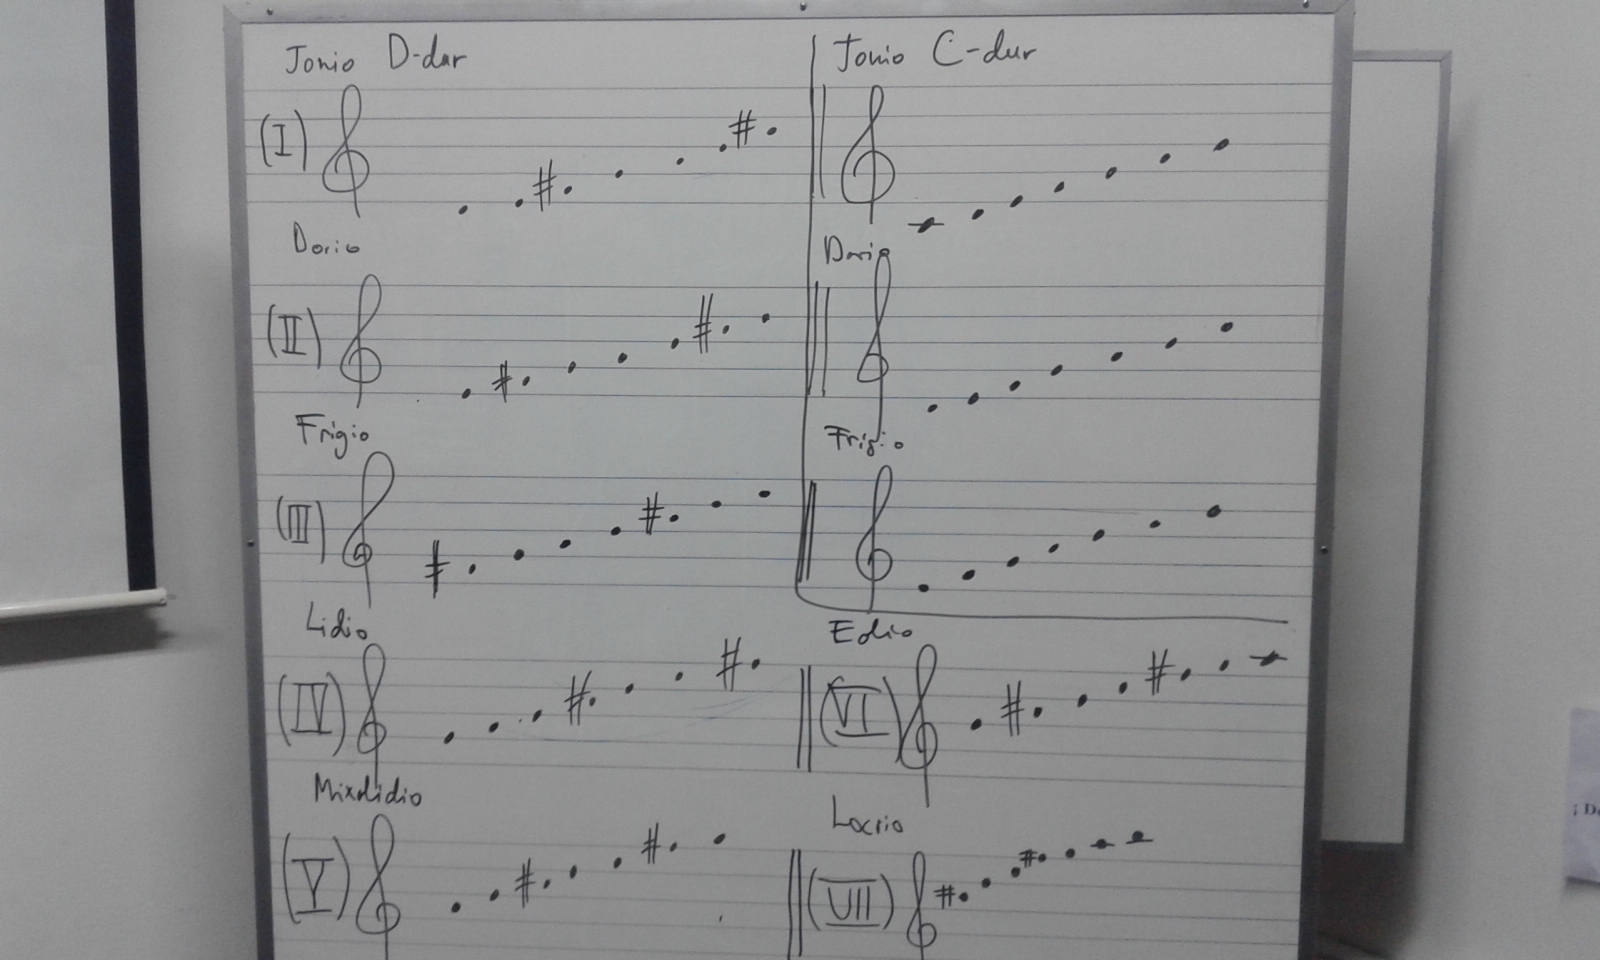 Jonio D-dur
(I)
Dorio
(II)
Frigio
(III)
Lidio
(IV)
Mixolidio
(V)
Jonio C-dur
Dorio
Frigio
Eolio
(VI)
Locrio
(VII)